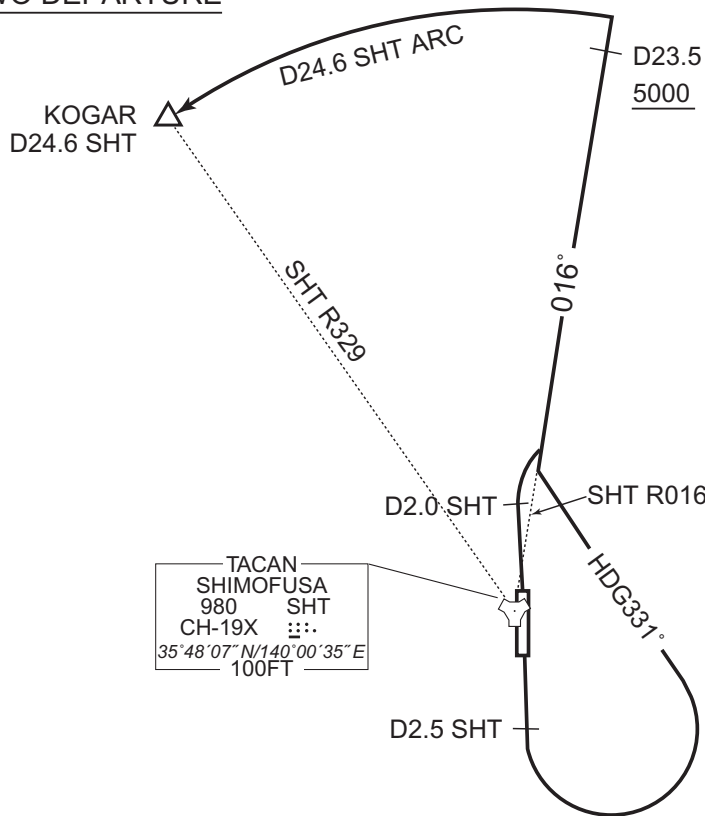 DEPARTURE
D24.6 SHT ARC
D23.5
5000
KOGAR
D24.6 SHT
016°
SHT R329
D2.0 SHT
SHT R016
HDG331°
TACAN
SHIMOFUSA
980 SHT
CH-19X
35°48′07″N/140°00′35″E
100FT
D2.5 SHT